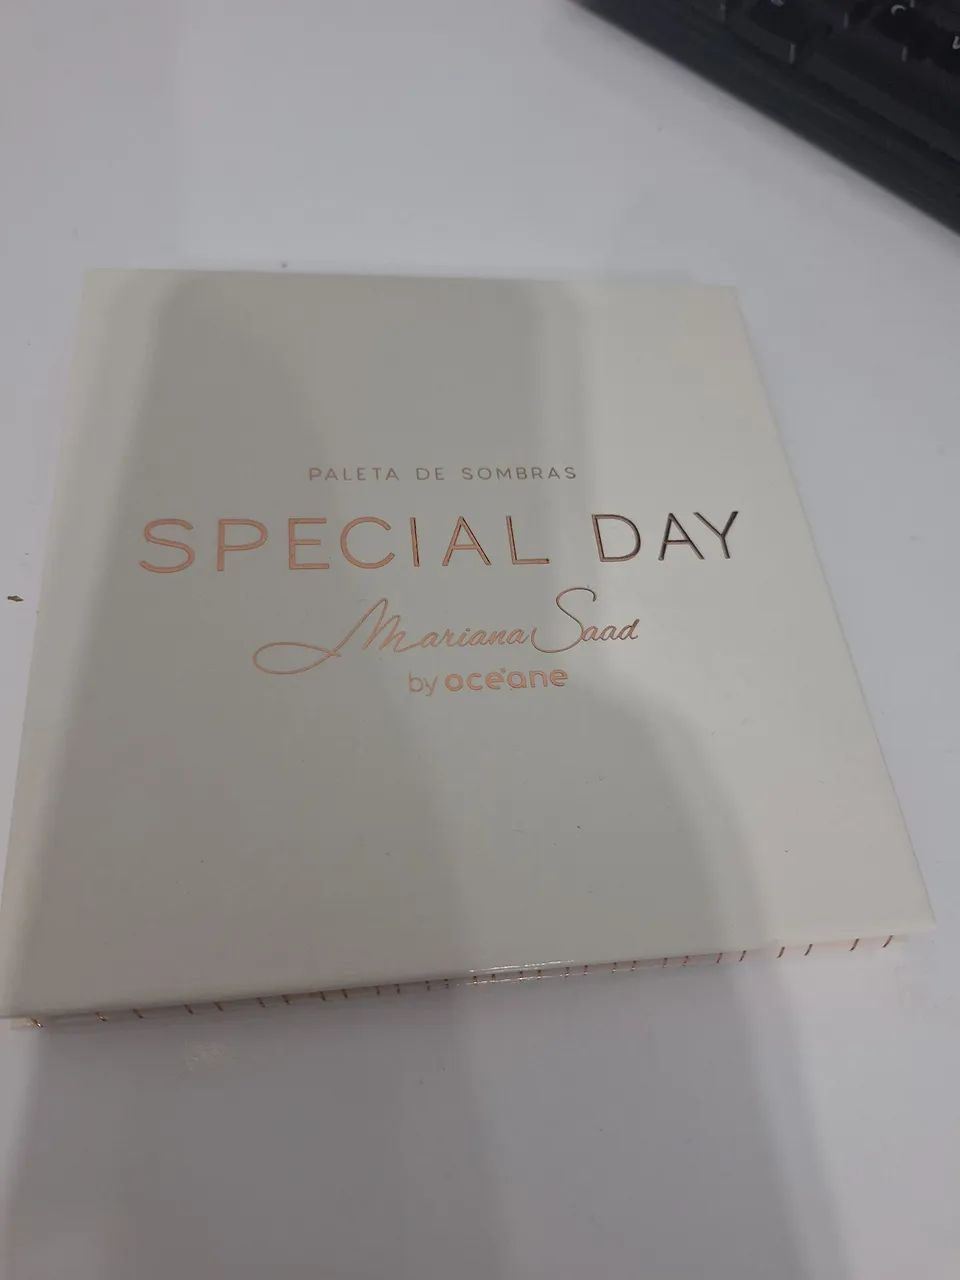 PALETA DE SOMBRAS
SPECIAL DAY
Mariana Saad
by océane